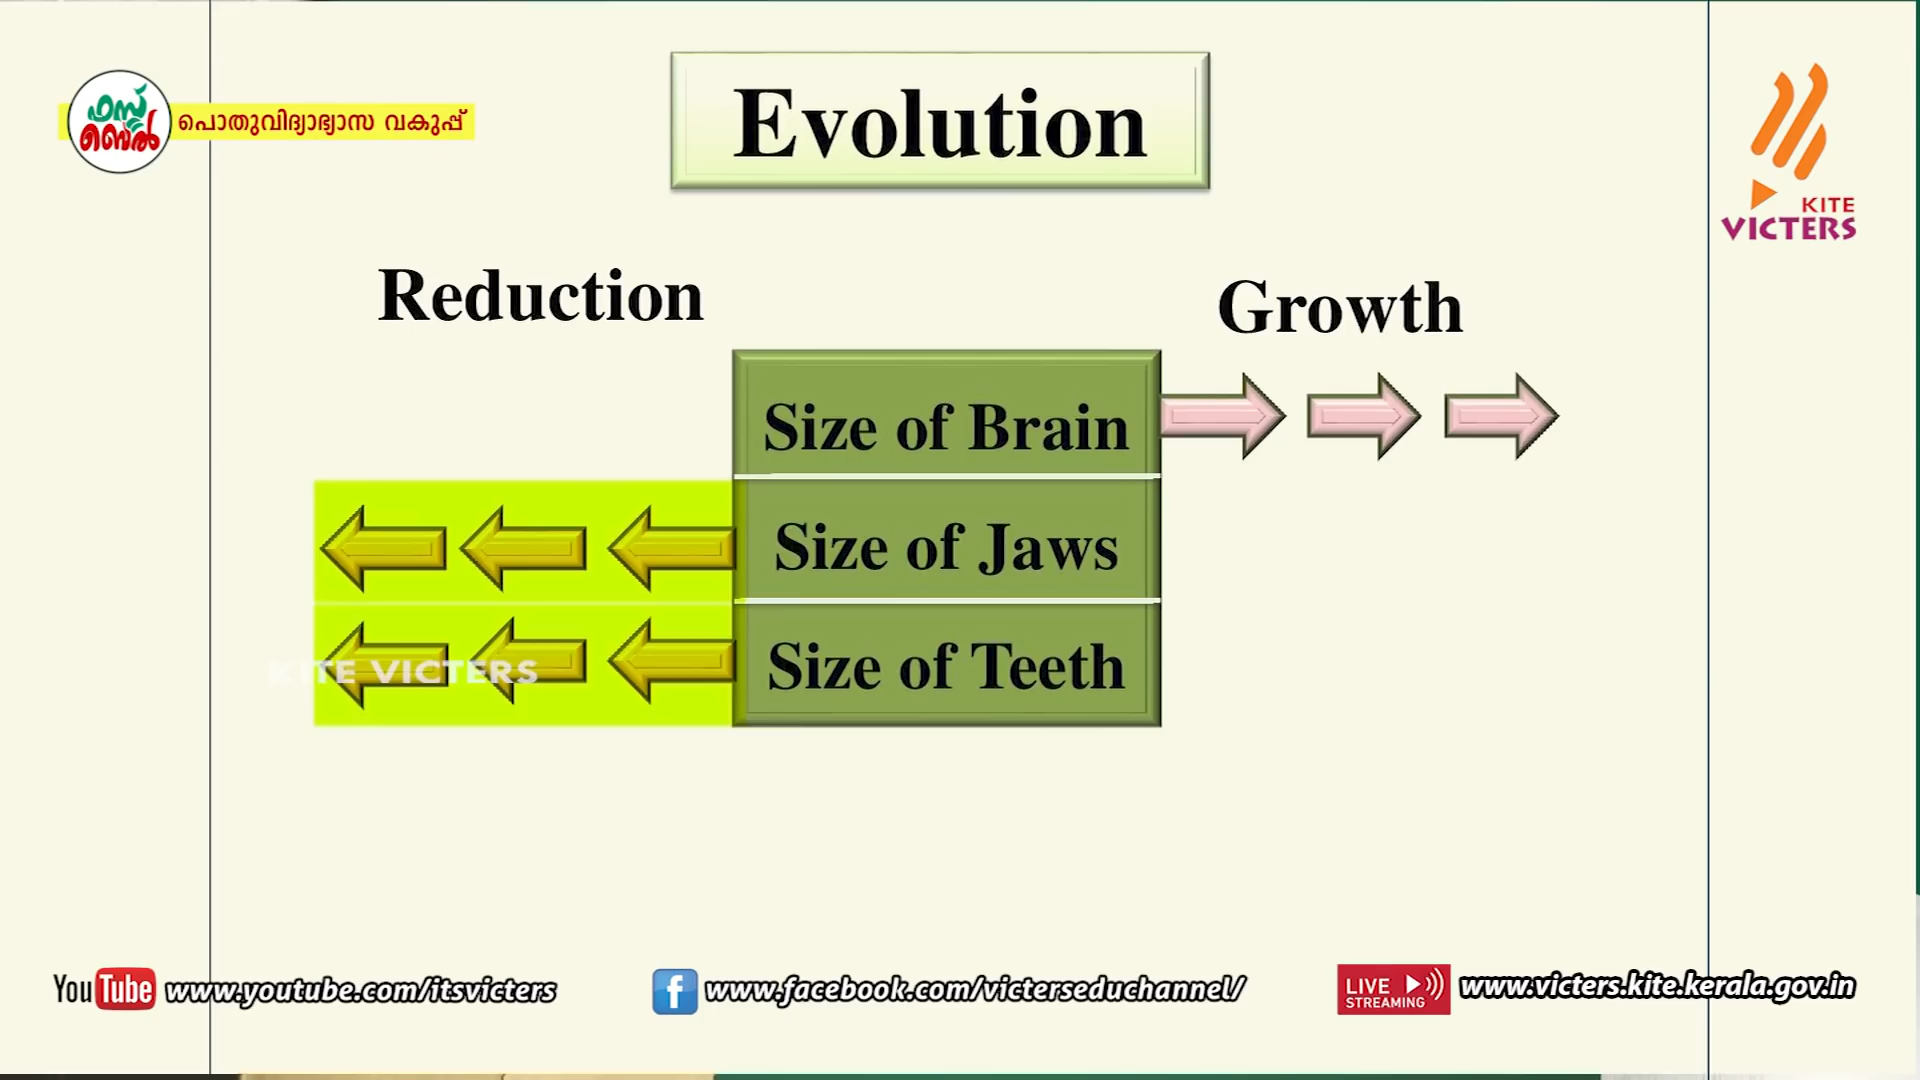 Evolution
ഫസ്റ്റ്
ബെൽ
പൊതുവിദ്യാഭ്യാസ വകുപ്പ്
KITE
VICTERS
Reduction
Growth
Size of Brain
Size of Jaws
Size of Teeth
KITE VICTERS
YouTube www.youtube.com/itsvicters
f www.facebook.com/victerseduchannel/
LIVE
STREAMING
www.victers.kite.kerala.gov.in